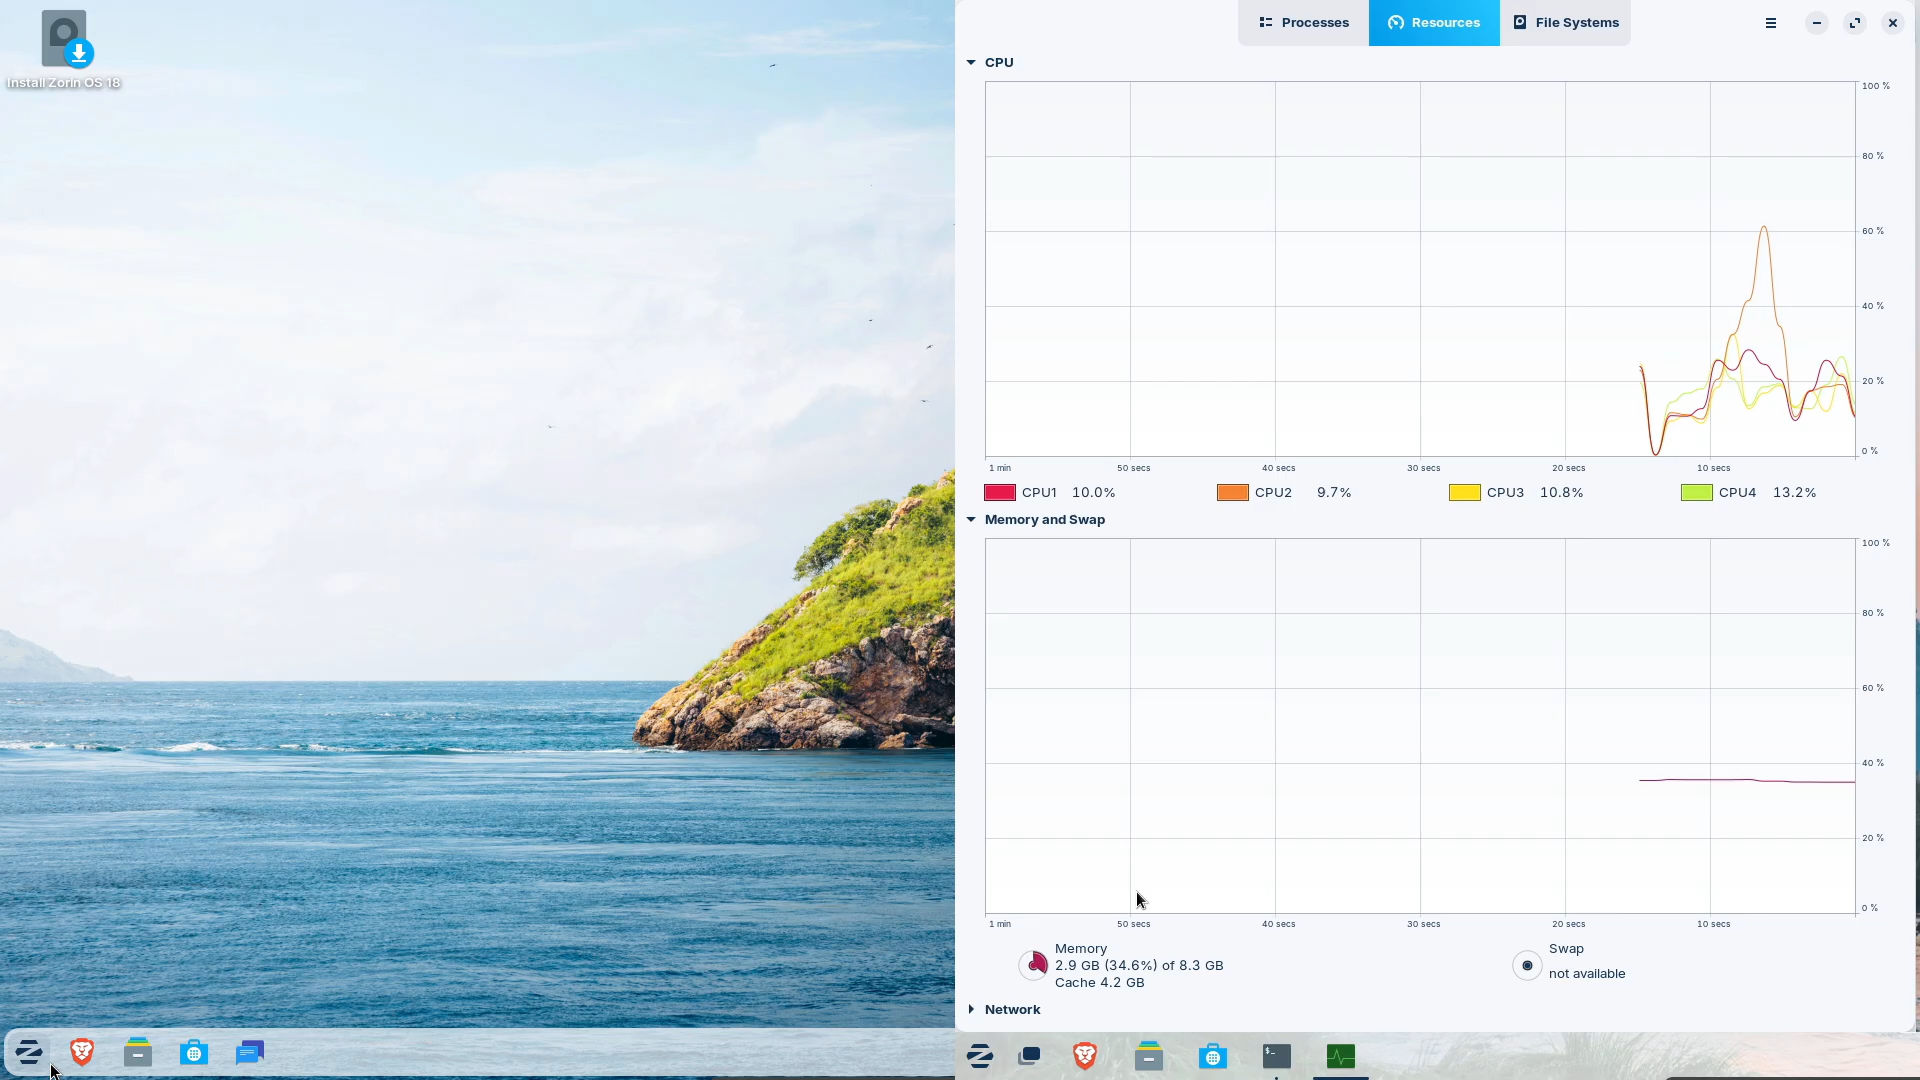 Install Zorin OS 18
Processes
Resources
File Systems
CPU
100 %
80 %
60 %
40 %
20 %
0 %
1 min
50 secs
40 secs
30 secs
20 secs
10 secs
CPU1 10.0%
CPU2 9.7%
CPU3 10.8%
CPU4 13.2%
Memory and Swap
100 %
80 %
60 %
40 %
20 %
0 %
1 min
50 secs
40 secs
30 secs
20 secs
10 secs
Memory
2.9 GB (34.6%) of 8.3 GB
Cache 4.2 GB
Swap
not available
Network